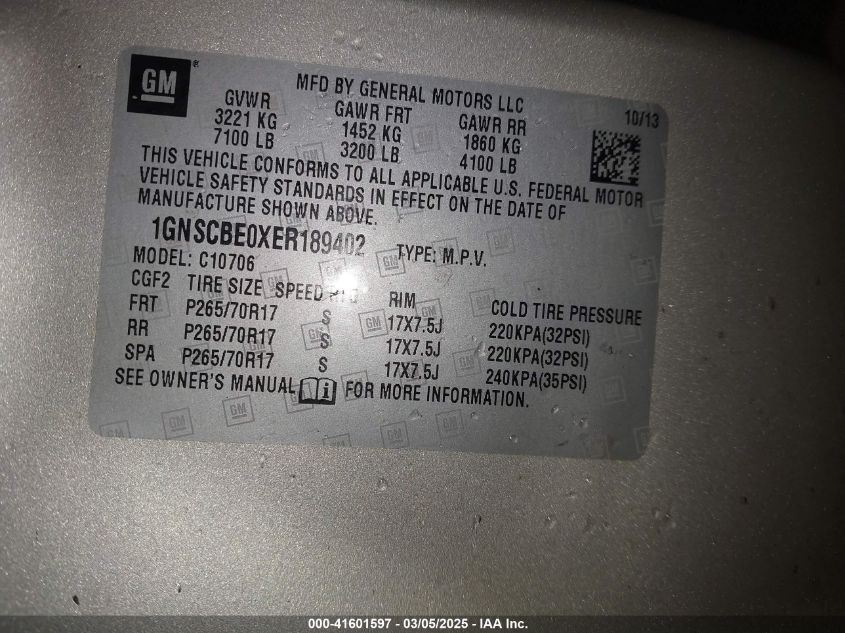 GM®
MFD BY GENERAL MOTORS LLC
10/13
GVWR GAWR FRT GAWR RR
3221 KG 1452 KG 1860 KG
7100 LB 3200 LB 4100 LB
THIS VEHICLE CONFORMS TO ALL APPLICABLE U.S. FEDERAL MOTOR
VEHICLE SAFETY STANDARDS IN EFFECT ON THE DATE OF
MANUFACTURE SHOWN ABOVE.
1GNSCBE0XER189402 TYPE: M.P.V.
MODEL: C10706
CGF2 TIRE SIZE SPEED RIM COLD TIRE PRESSURE
FRT P265/70R17 S 17X7.5J 220KPA(32PSI)
RR P265/70R17 S 17X7.5J 220KPA(32PSI)
SPA P265/70R17 S 17X7.5J 240KPA(35PSI)
SEE OWNER'S MANUAL FOR MORE INFORMATION.
000-41601597 - 03/05/2025 - IAA Inc.